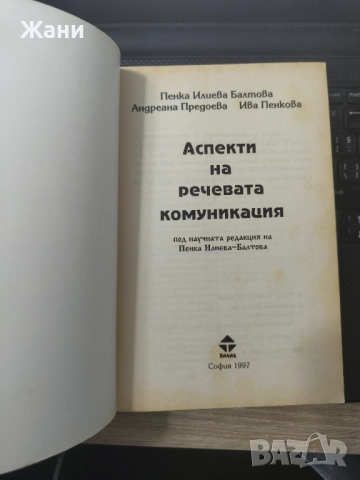 Жани
Пенка Илиева Балтова
Андреана Предоева Ива Пенкова
Аспекти
на
речевата
комуникация
под научната редакция на
Пенка Илиева-Балтова
София 1997
BAZAR